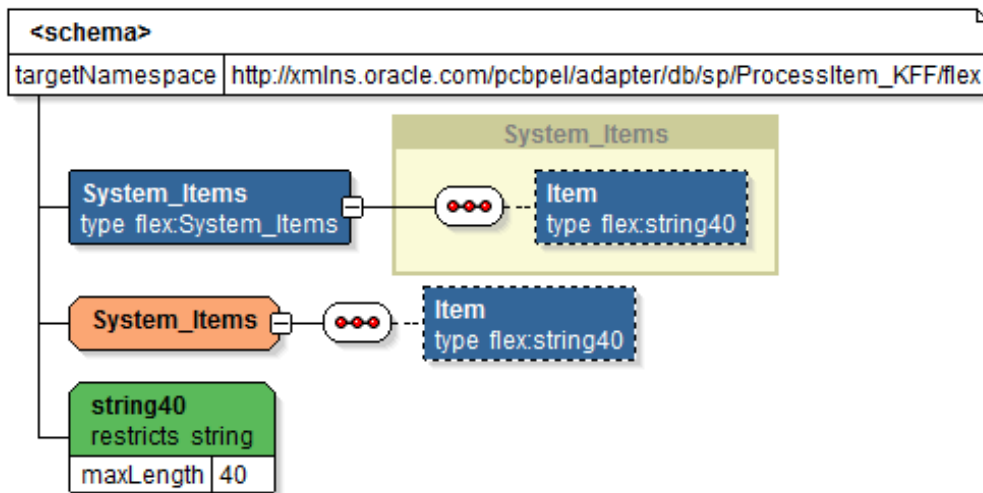 <schema>
targetNamespace http://xmlns.oracle.com/pcbpel/adapter/db/sp/ProcessItem_KFF/flex
System_Items
System_Items
type flex:System_Items
Item
type flex:string40
System_Items
Item
type flex:string40
string40
restricts string
maxLength 40